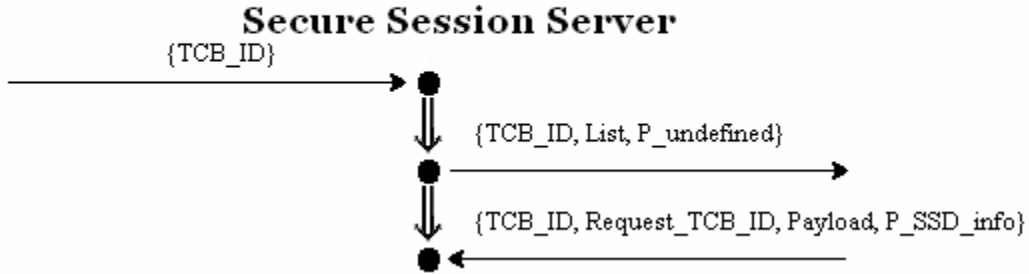 Secure Session Server
{TCB_ID}
{TCB_ID, List, P_undefined}
{TCB_ID, Request_TCB_ID, Payload, P_SSD_info}